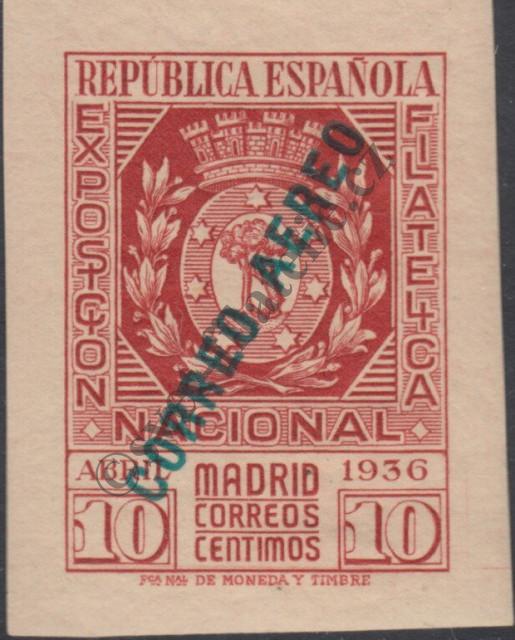 REPÚBLICA ESPAÑOLA
EXPOSICION
FILATELICA
NACIONAL
CORREO AEREO
ABRIL
1936
MADRID
CORREOS
CENTIMOS
10
10
FCA NAL DE MONEDA Y TIMBRE